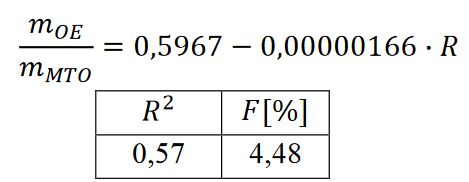 m_OE / m_MTO = 0,5967 − 0,00000166 · R
R² F[%]
0,57 4,48